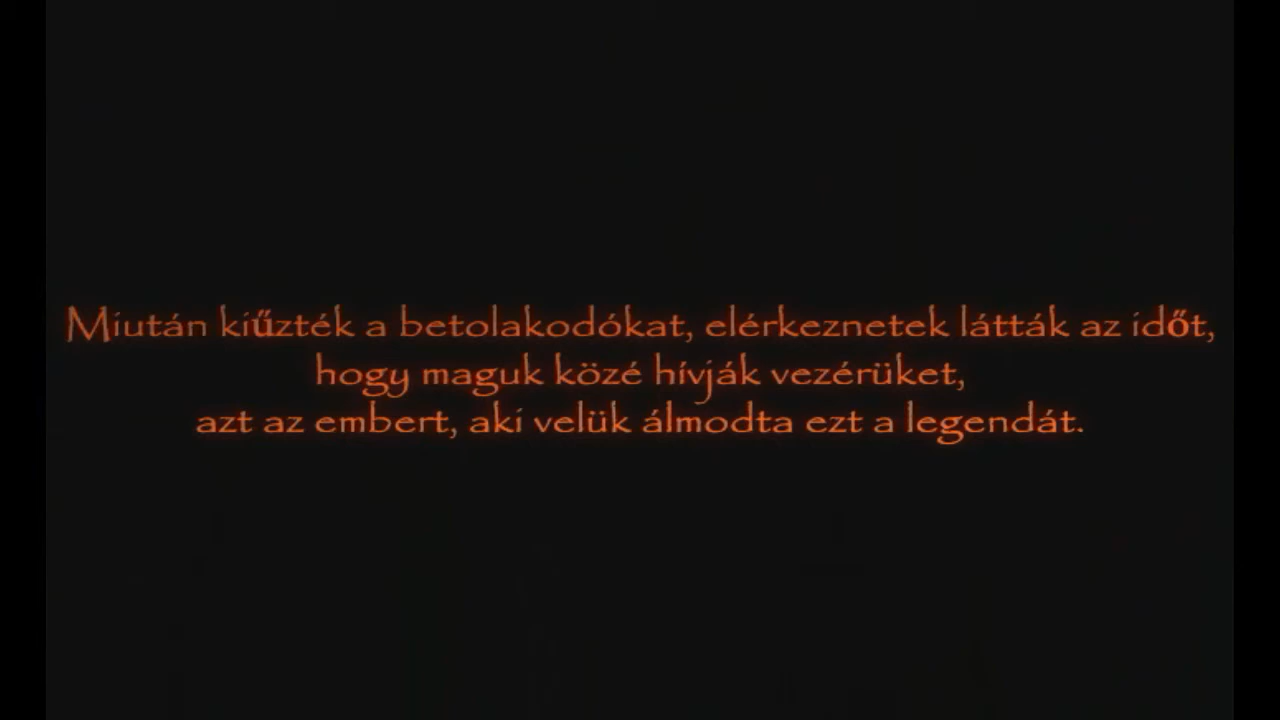 Miután kiűzték a betolakodókat, elérkeznetek látták az időt,
hogy maguk közé hívják vezérüket,
azt az embert, aki velük álmodta ezt a legendát.